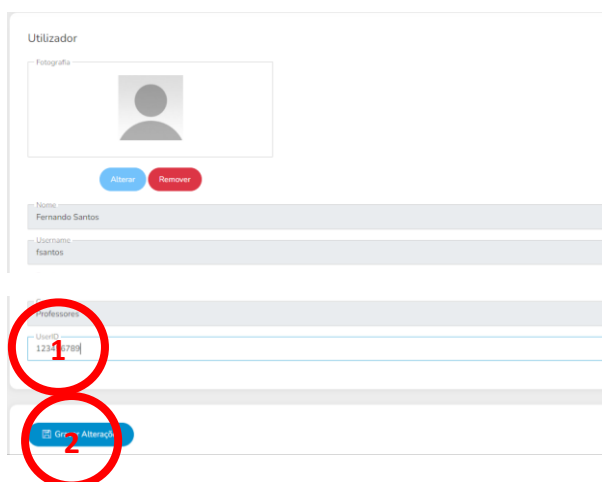 Utilizador
Fotografia
Alterar Remover
Nome
Fernando Santos
Username
fsantos
Professores
UserID
1
2